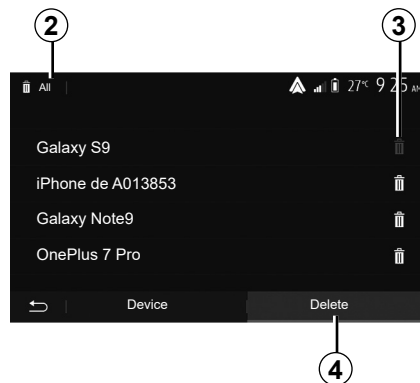 2 3
All 27°C 9 25 AM
Galaxy S9
iPhone de A013853
Galaxy Note9
OnePlus 7 Pro
Device Delete
4